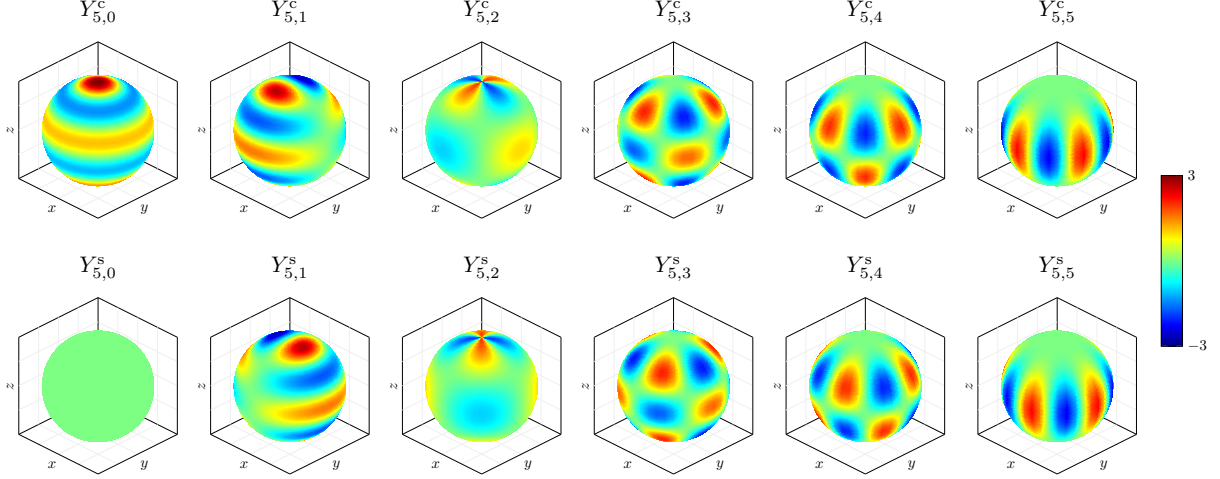 Y^c_{5,0} Y^c_{5,1} Y^c_{5,2} Y^c_{5,3} Y^c_{5,4} Y^c_{5,5}
z z z z z z
x y x y x y x y x y x y
3
−3
Y^s_{5,0} Y^s_{5,1} Y^s_{5,2} Y^s_{5,3} Y^s_{5,4} Y^s_{5,5}
z z z z z z
x y x y x y x y x y x y